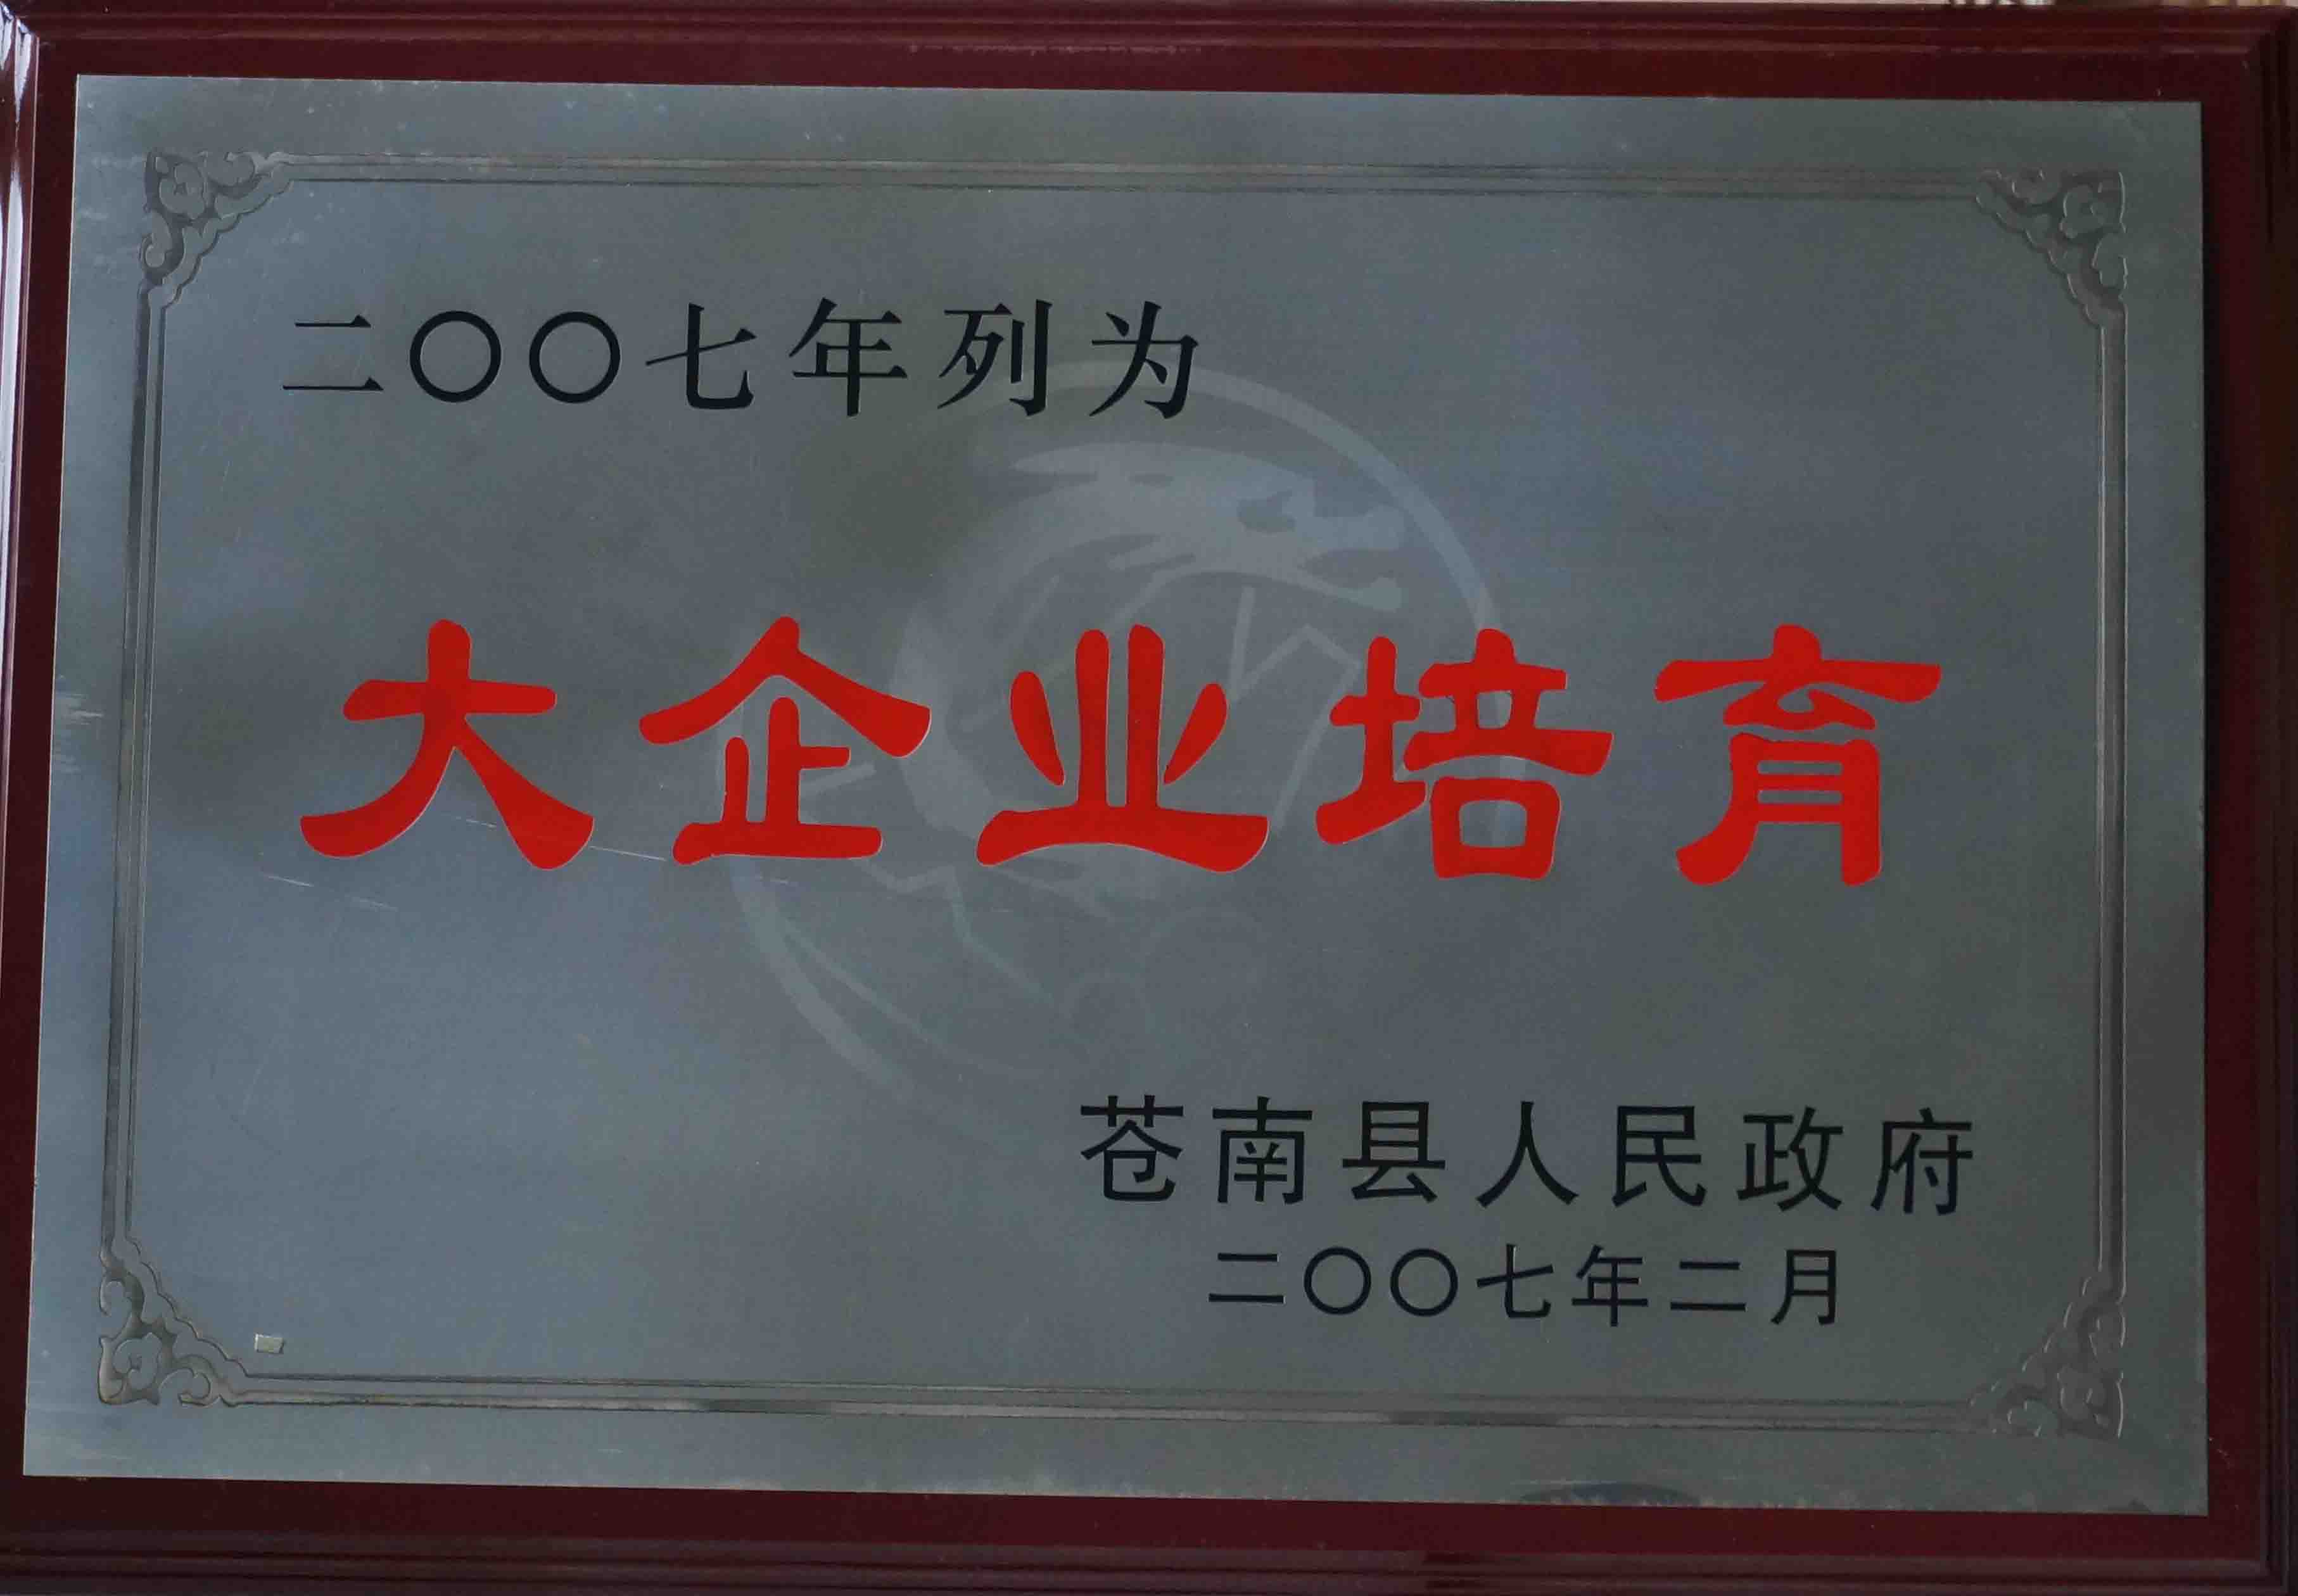 二〇〇七年列为
大企业培育
苍南县人民政府
二〇〇七年二月